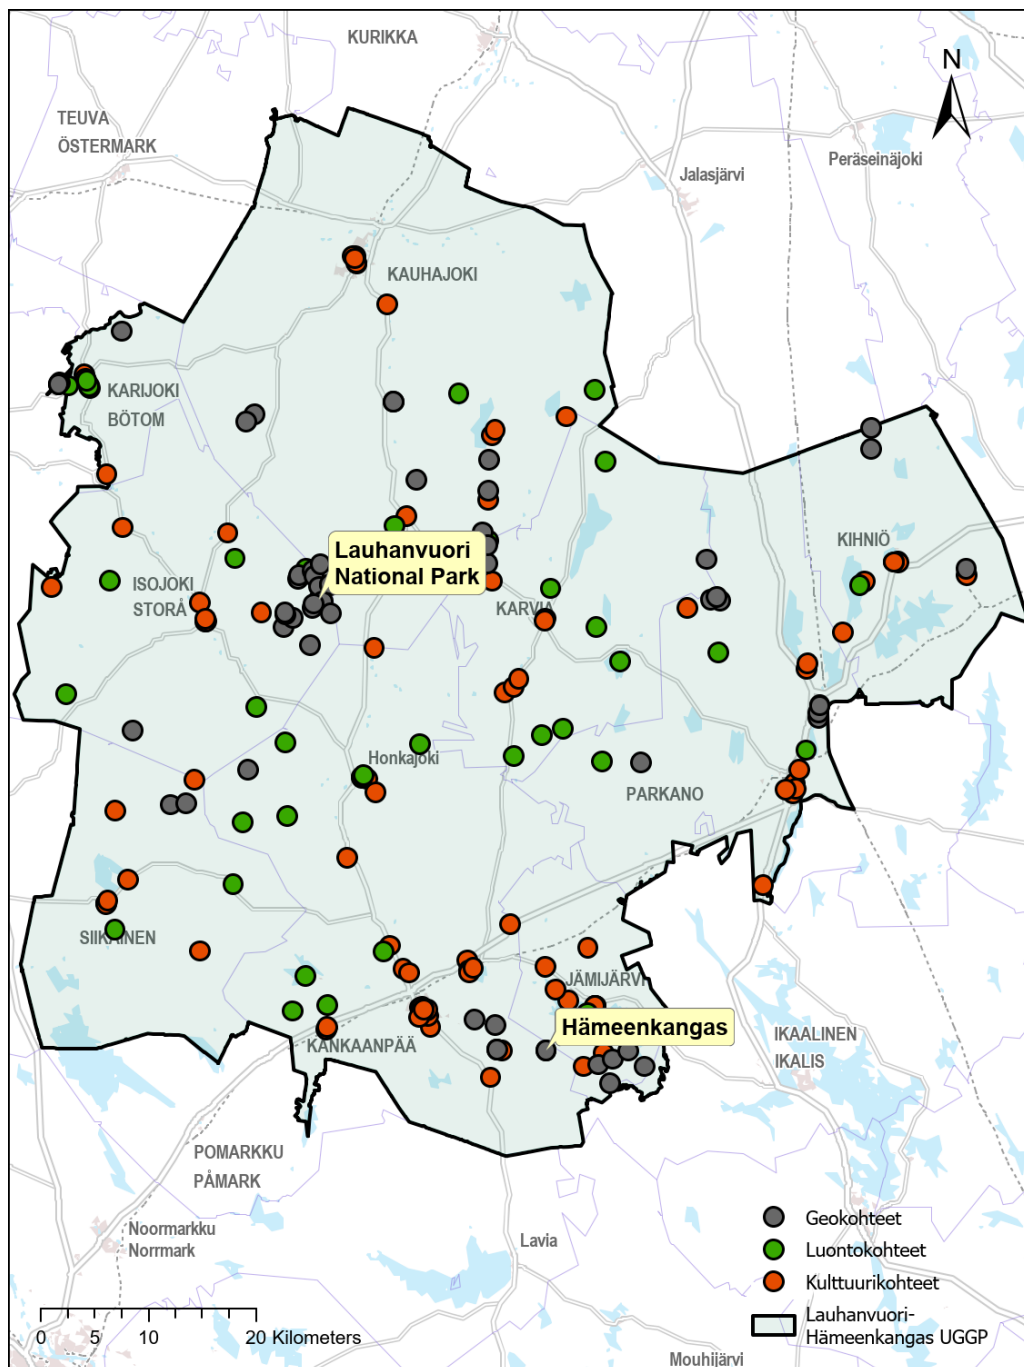 KURIKKA
N
TEUVA
ÖSTERMARK
Peräseinäjoki
Jalasjärvi
KAUHAJOKI
KARIJOKI
BÖTOM
KIHNIÖ
Lauhanvuori
National Park
ISOJOKI
STORÅ
KARVIA
Honkajoki
PARKANO
SIIKAINEN
JÄMIJÄRVI
Hämeenkangas
KANKAANPÄÄ
IKAALINEN
IKALIS
POMARKKU
PÅMARK
Noormarkku
Norrmark
Lavia
Geokohteet
Luontokohteet
Kulttuurikohteet
Lauhanvuori-
Hämeenkangas UGGP
0 5 10 20 Kilometers
Mouhijärvi